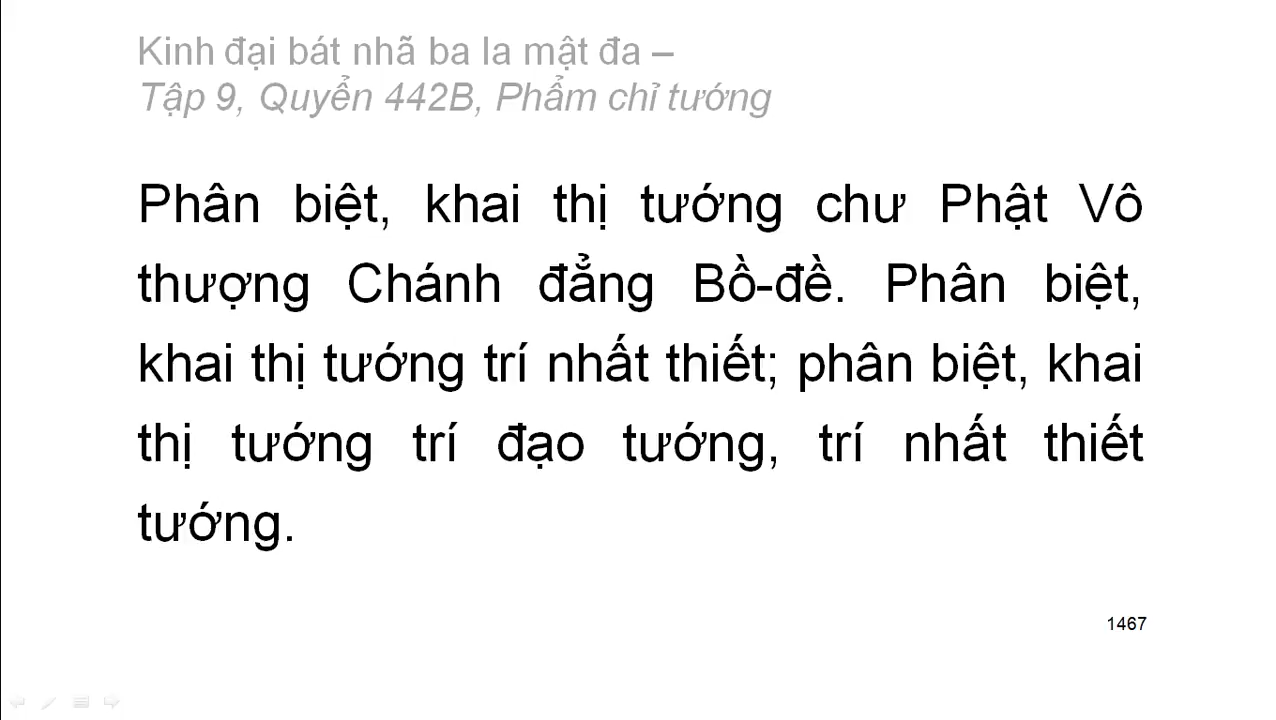 Kinh đại bát nhã ba la mật đa –
Tập 9, Quyển 442B, Phẩm chỉ tướng
Phân biệt, khai thị tướng chư Phật Vô
thượng Chánh đẳng Bồ-đề. Phân biệt,
khai thị tướng trí nhất thiết; phân biệt, khai
thị tướng trí đạo tướng, trí nhất thiết
tướng.
1467